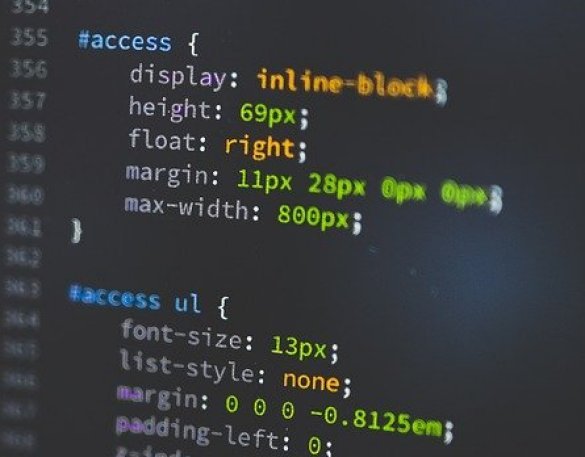 354
355 #access {
356 display: inline-block;
357 height: 69px;
358 float: right;
359 margin: 11px 28px 0px 0px;
360 max-width: 800px;
361 }
362
363 #access ul {
364 font-size: 13px;
365 list-style: none;
366 margin: 0 0 0 -0.8125em;
367 padding-left: 0;